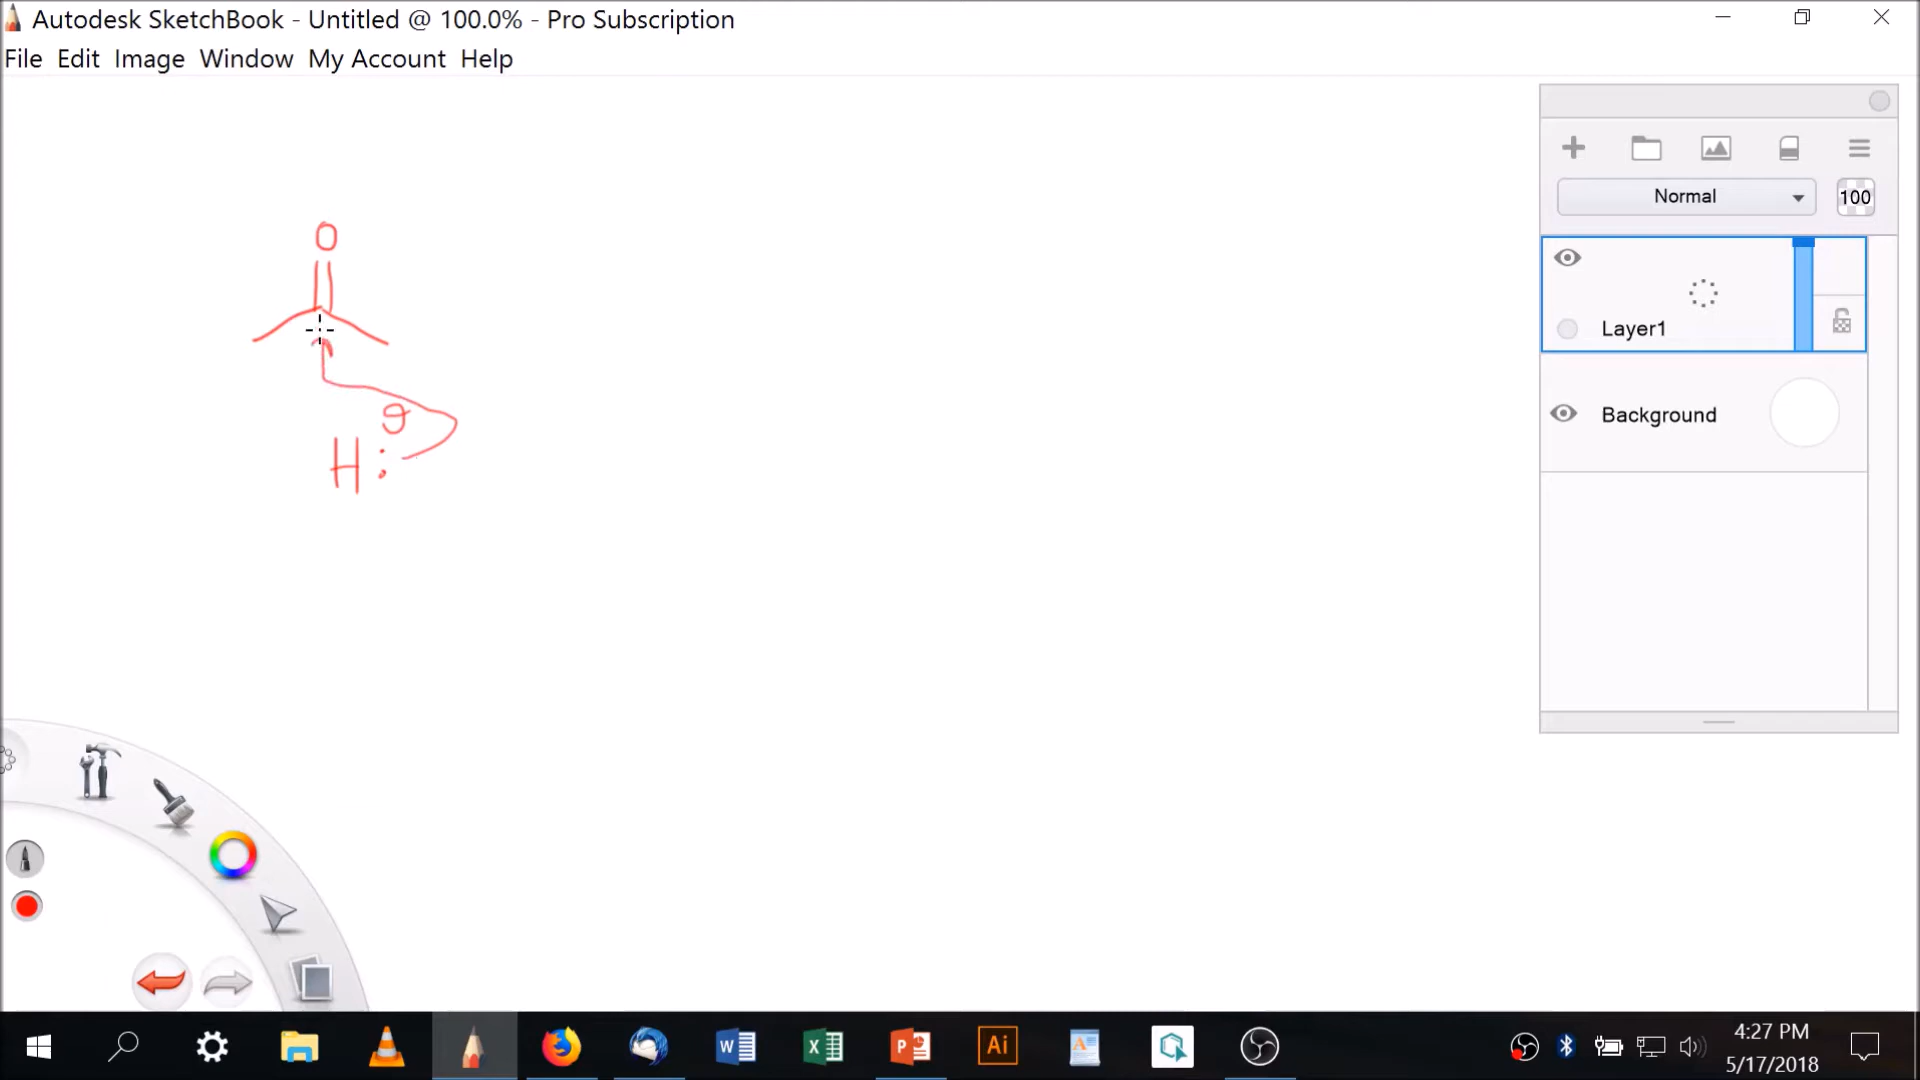 Autodesk SketchBook - Untitled @ 100.0% - Pro Subscription
File Edit Image Window My Account Help
Normal
100
Layer1
Background
O
H:
Ai
4:27 PM
5/17/2018